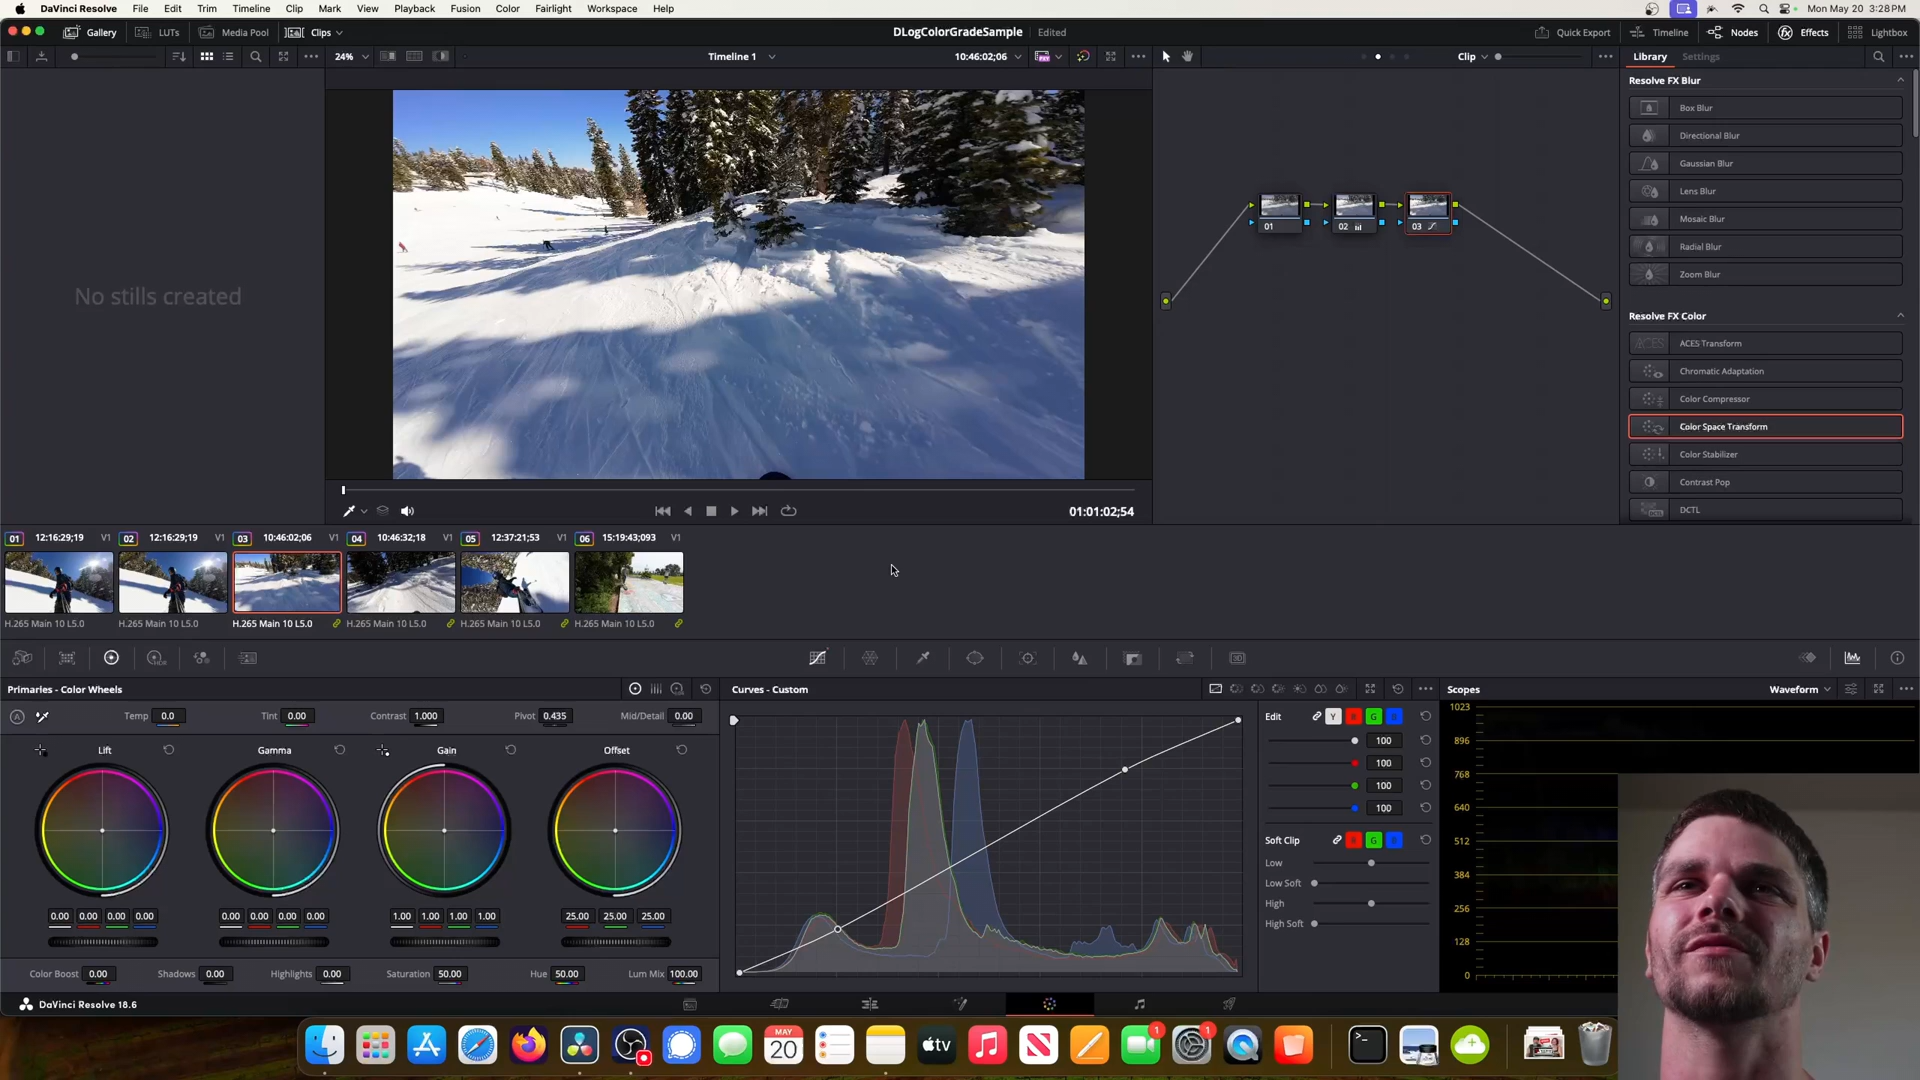 DaVinci Resolve File Edit Trim Timeline Clip Mark View Playback Fusion Color Fairlight Workspace Help Mon May 20 3:28 PM
Gallery LUTs Media Pool Clips DLogColorGradeSample Edited Quick Export Timeline Nodes Effects Lightbox
24% Timeline 1 10:46:02;06 Clip Library Settings
Resolve FX Blur
Box Blur
Directional Blur
Gaussian Blur
Lens Blur
Mosaic Blur
Radial Blur
Zoom Blur
Resolve FX Color
ACES Transform
Chromatic Adaptation
Color Compressor
Color Space Transform
Color Stabilizer
Contrast Pop
DCTL
No stills created
01 02 03
01:01:02;54
01 12:16:29;19 V1 02 12:16:29;19 V1 03 10:46:02;06 V1 04 10:46:32;18 V1 05 12:37:21;53 V1 06 15:19:43;093 V1
H.265 Main 10 L5.0 H.265 Main 10 L5.0 H.265 Main 10 L5.0 H.265 Main 10 L5.0 H.265 Main 10 L5.0 H.265 Main 10 L5.0
Primaries - Color Wheels
Temp 0.0 Tint 0.00 Contrast 1.000 Pivot 0.435 Mid/Detail 0.00
Lift Gamma Gain Offset
0.00 0.00 0.00 0.00 0.00 0.00 0.00 0.00 1.00 1.00 1.00 1.00 25.00 25.00 25.00
Color Boost 0.00 Shadows 0.00 Highlights 0.00 Saturation 50.00 Hue 50.00 Lum Mix 100.00
Curves - Custom
Edit Y R G B
100
100
100
100
Soft Clip R G B
Low
Low Soft
High
High Soft
Scopes Waveform
1023
896
768
640
512
384
256
128
0
DaVinci Resolve 18.6
MAY
20
tv
1
1